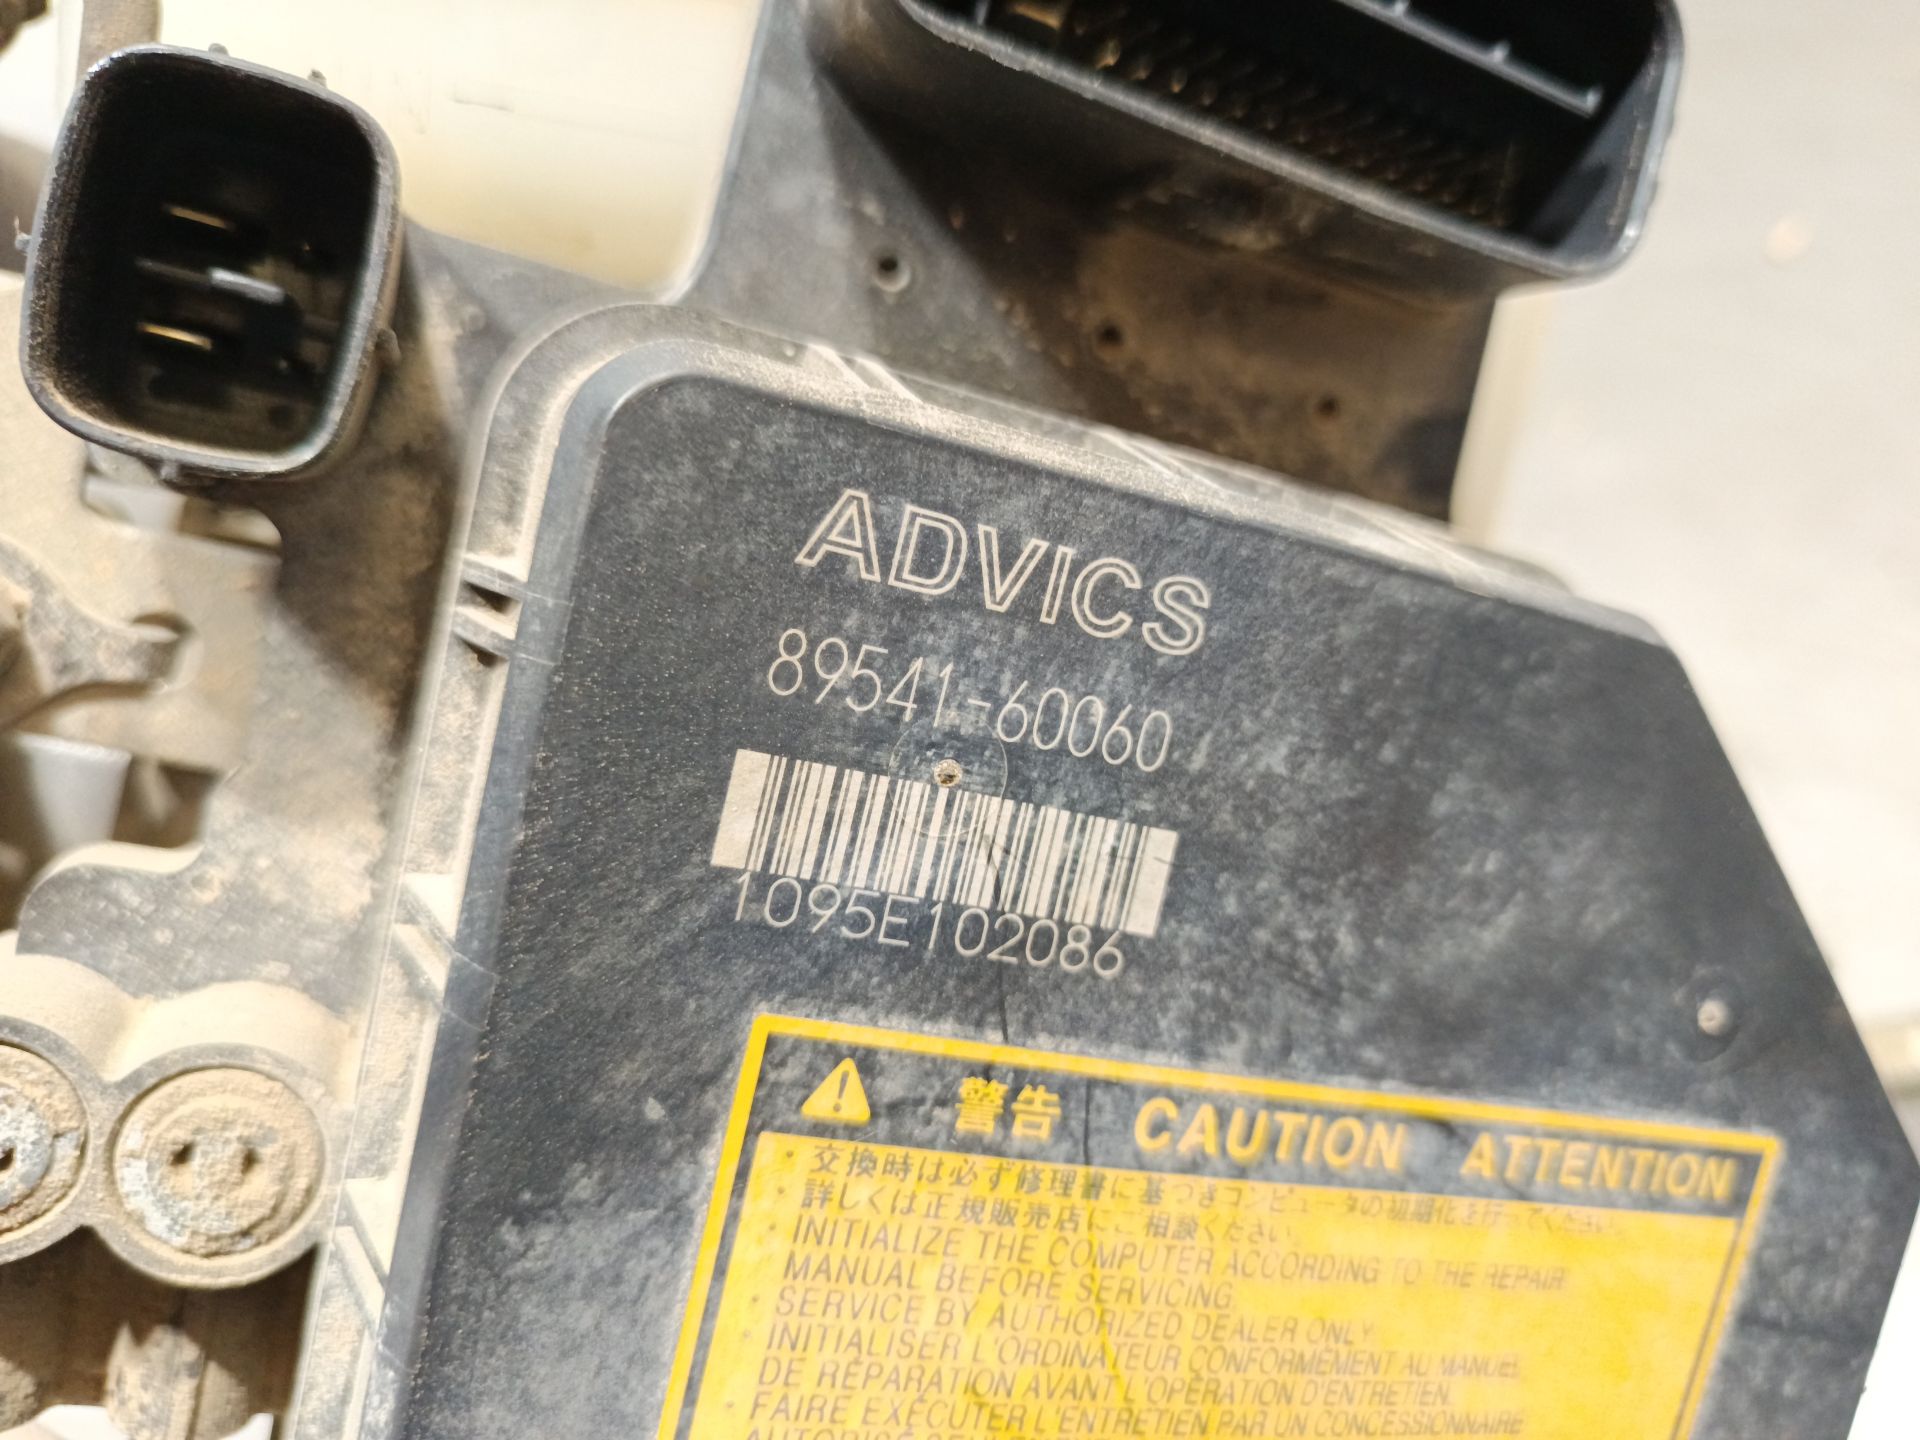 ADVICS
89541-60060
1095E102086
警告 CAUTION ATTENTION
・交換時は必ず修理書に基づきコンピュータの初期化を行ってください。
・詳しくは正規販売店にご相談ください。
・INITIALIZE THE COMPUTER ACCORDING TO THE REPAIR
MANUAL BEFORE SERVICING.
・SERVICE BY AUTHORIZED DEALER ONLY.
・INITIALISER L'ORDINATEUR CONFORMÉMENT AU MANUEL
DE RÉPARATION AVANT L'OPÉRATION D'ENTRETIEN.
・FAIRE EXÉCUTER L'ENTRETIEN PAR UN CONCESSIONNAIRE